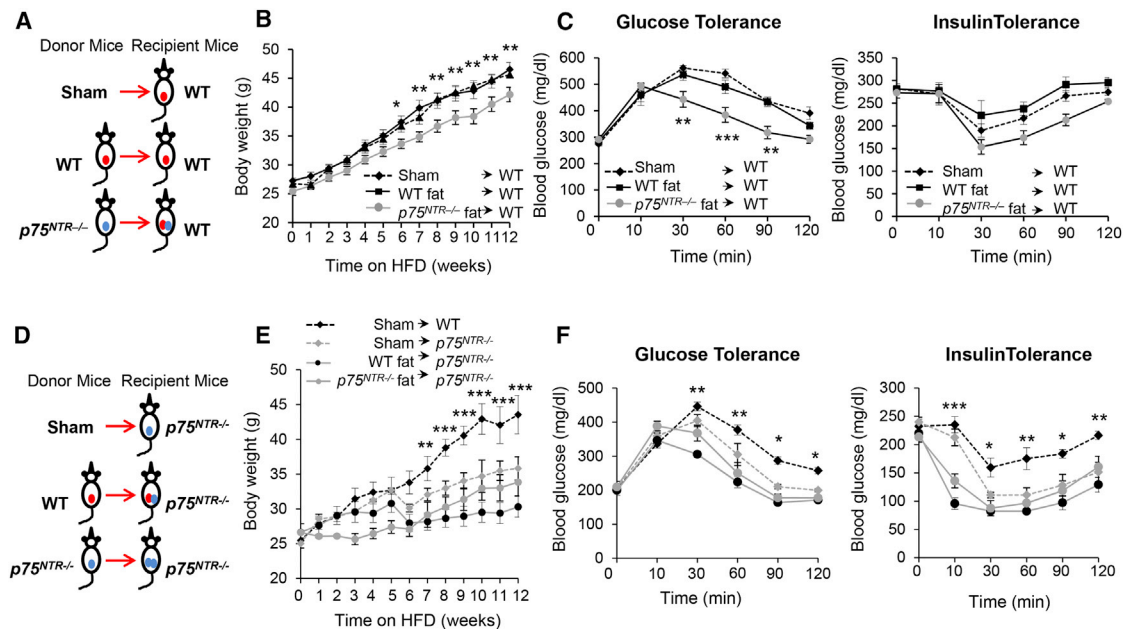 A
Donor Mice Recipient Mice
Sham WT
WT WT
p75NTR–/– WT
B
Body weight (g)
50
45
40
35
30
25
20
* ** ** ** ** ** **
Sham WT
WT fat WT
p75NTR–/– fat WT
0 1 2 3 4 5 6 7 8 9 10 11 12
Time on HFD (weeks)
C
Glucose Tolerance
Blood glucose (mg/dl)
600
500
400
300
200
100
0
** *** **
Sham WT
WT fat WT
p75NTR–/– fat WT
0 10 30 60 90 120
Time (min)
InsulinTolerance
Blood glucose (mg/dl)
350
300
250
200
150
100
50
0
Sham WT
WT fat WT
p75NTR–/– fat WT
0 10 30 60 90 120
Time (min)
D
Donor Mice Recipient Mice
Sham p75NTR-/-
WT p75NTR-/-
p75NTR-/- p75NTR-/-
E
Sham WT
Sham p75NTR-/-
WT fat p75NTR-/-
p75NTR-/- fat p75NTR-/-
Body weight (g)
50
45
40
35
30
25
20
** *** *** *** *** ***
0 1 2 3 4 5 6 7 8 9 10 11 12
Time on HFD (weeks)
F
Glucose Tolerance
Blood glucose (mg/dl)
500
400
300
200
100
0
** ** * *
0 10 30 60 90 120
Time (min)
InsulinTolerance
Blood glucose (mg/dl)
300
250
200
150
100
50
0
*** * ** * **
0 10 30 60 90 120
Time (min)